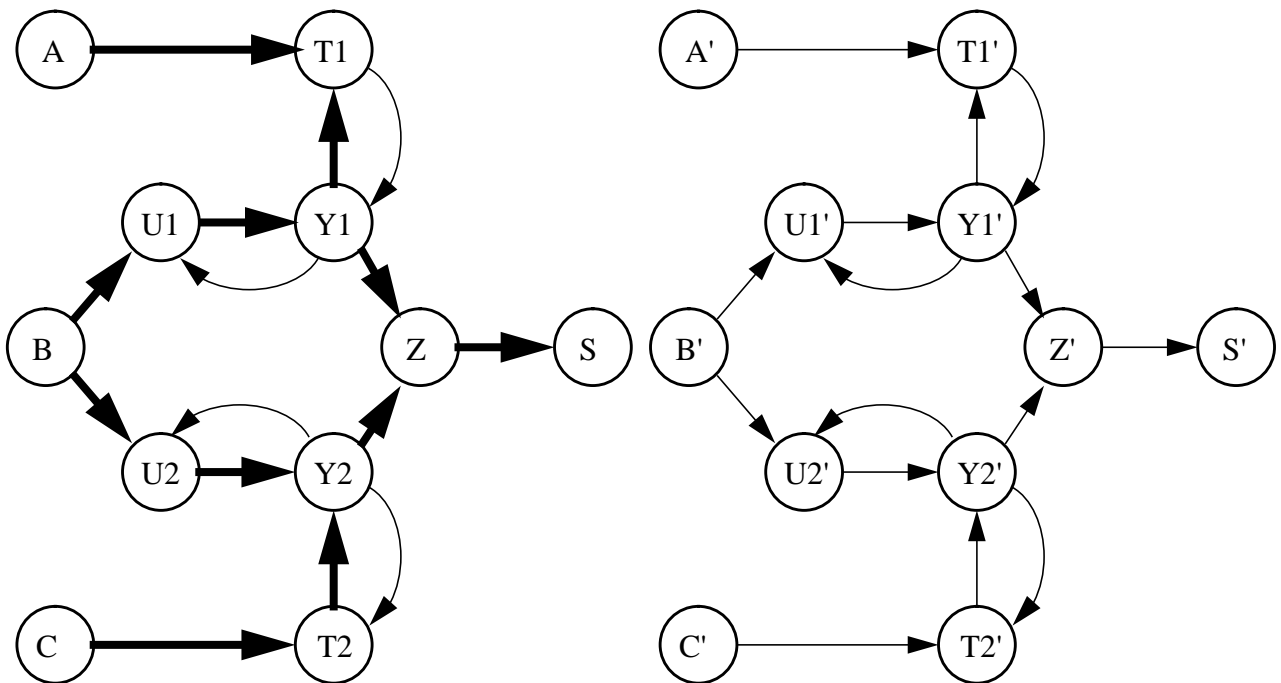 A T1 A' T1'
U1 Y1 U1' Y1'
B Z S B' Z' S'
U2 Y2 U2' Y2'
C T2 C' T2'